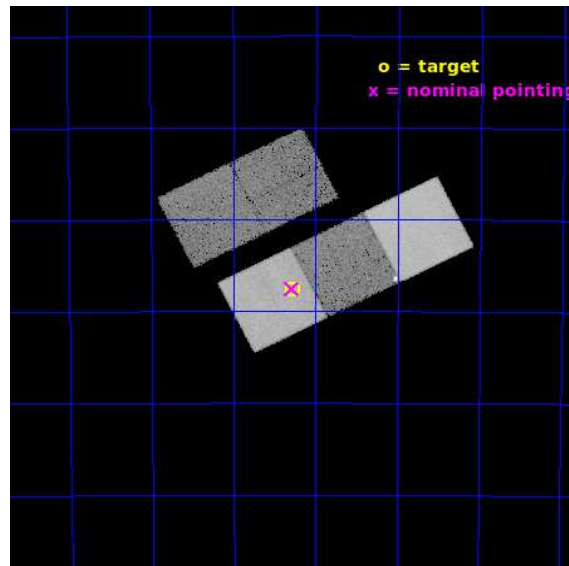 o = target
x = nominal pointing